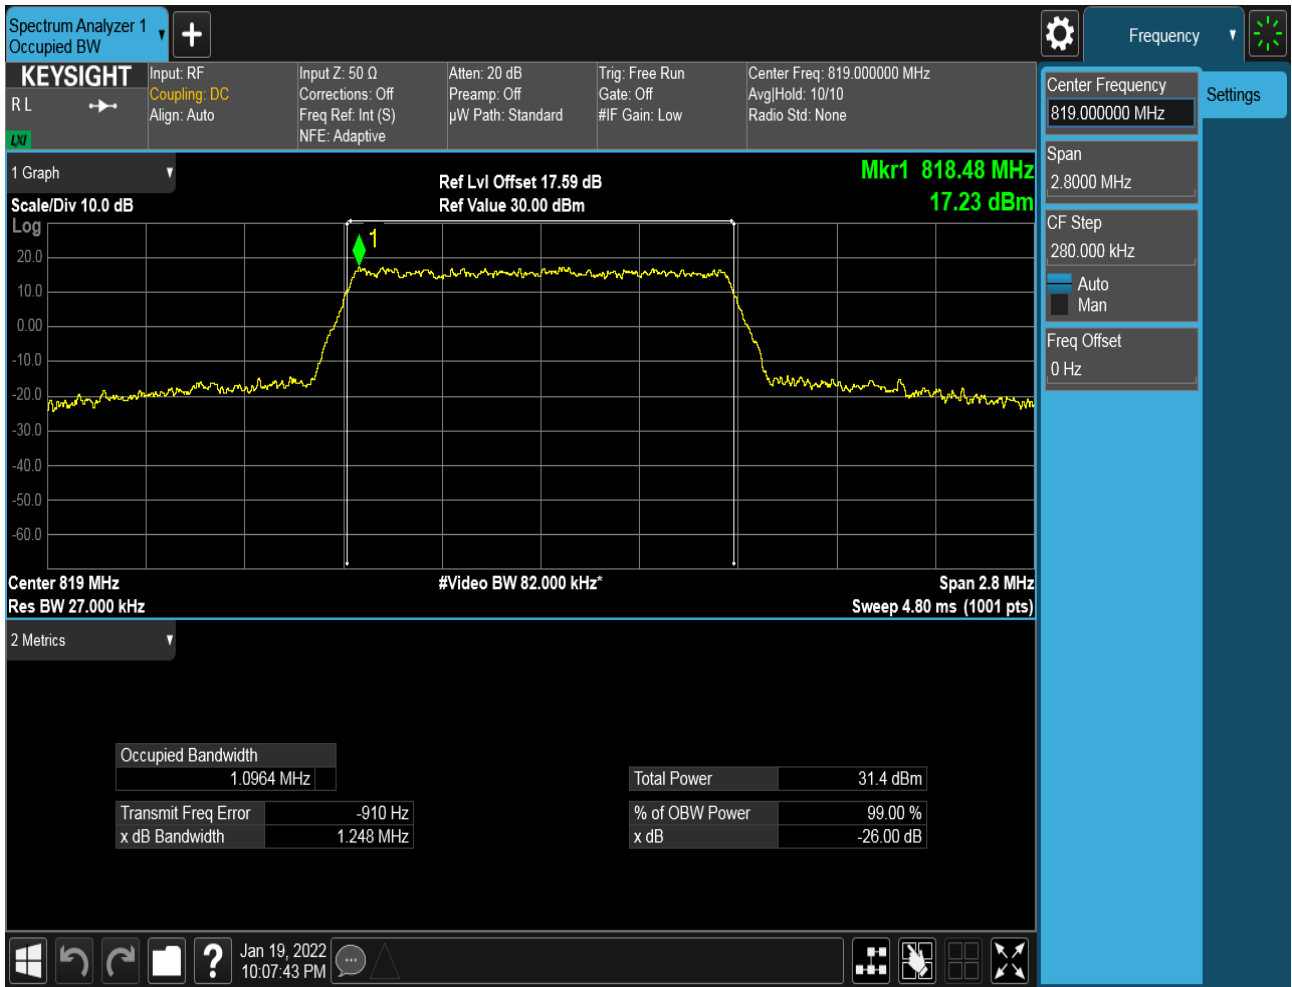 Spectrum Analyzer 1
Occupied BW
Frequency
KEYSIGHT
R L
LXI
Input: RF
Coupling: DC
Align: Auto
Input Z: 50 Ω
Corrections: Off
Freq Ref: Int (S)
NFE: Adaptive
Atten: 20 dB
Preamp: Off
µW Path: Standard
Trig: Free Run
Gate: Off
#IF Gain: Low
Center Freq: 819.000000 MHz
Avg|Hold: 10/10
Radio Std: None
Center Frequency
819.000000 MHz
Settings
Span
2.8000 MHz
CF Step
280.000 kHz
Auto
Man
Freq Offset
0 Hz
1 Graph
Scale/Div 10.0 dB
Ref Lvl Offset 17.59 dB
Ref Value 30.00 dBm
Mkr1 818.48 MHz
17.23 dBm
Log
1
20.0
10.0
0.00
-10.0
-20.0
-30.0
-40.0
-50.0
-60.0
Center 819 MHz
#Video BW 82.000 kHz*
Span 2.8 MHz
Res BW 27.000 kHz
Sweep 4.80 ms (1001 pts)
2 Metrics
Occupied Bandwidth
1.0964 MHz
Total Power 31.4 dBm
Transmit Freq Error -910 Hz
% of OBW Power 99.00 %
x dB Bandwidth 1.248 MHz
x dB -26.00 dB
?
Jan 19, 2022
10:07:43 PM